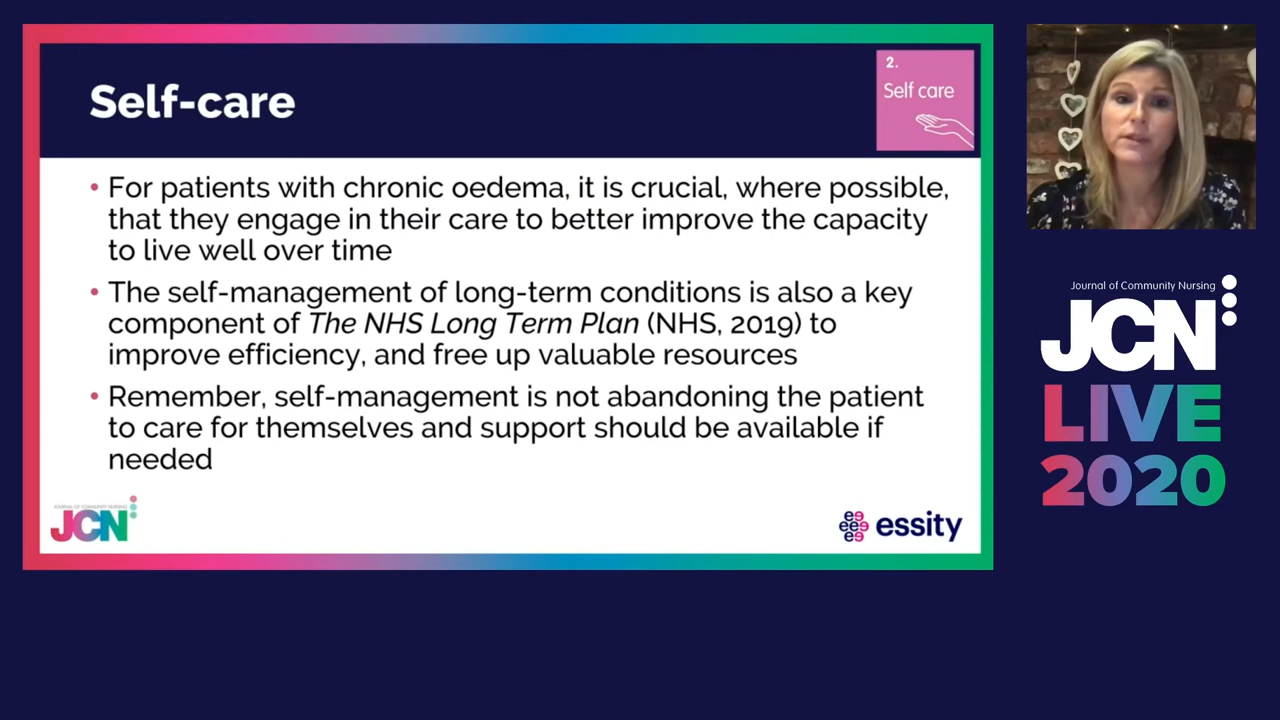 Self-care
2.
Self care
• For patients with chronic oedema, it is crucial, where possible,
that they engage in their care to better improve the capacity
to live well over time
• The self-management of long-term conditions is also a key
component of The NHS Long Term Plan (NHS, 2019) to
improve efficiency, and free up valuable resources
• Remember, self-management is not abandoning the patient
to care for themselves and support should be available if
needed
JOURNAL OF COMMUNITY NURSING
JCN
essity
Journal of Community Nursing
JCN
LIVE
2020